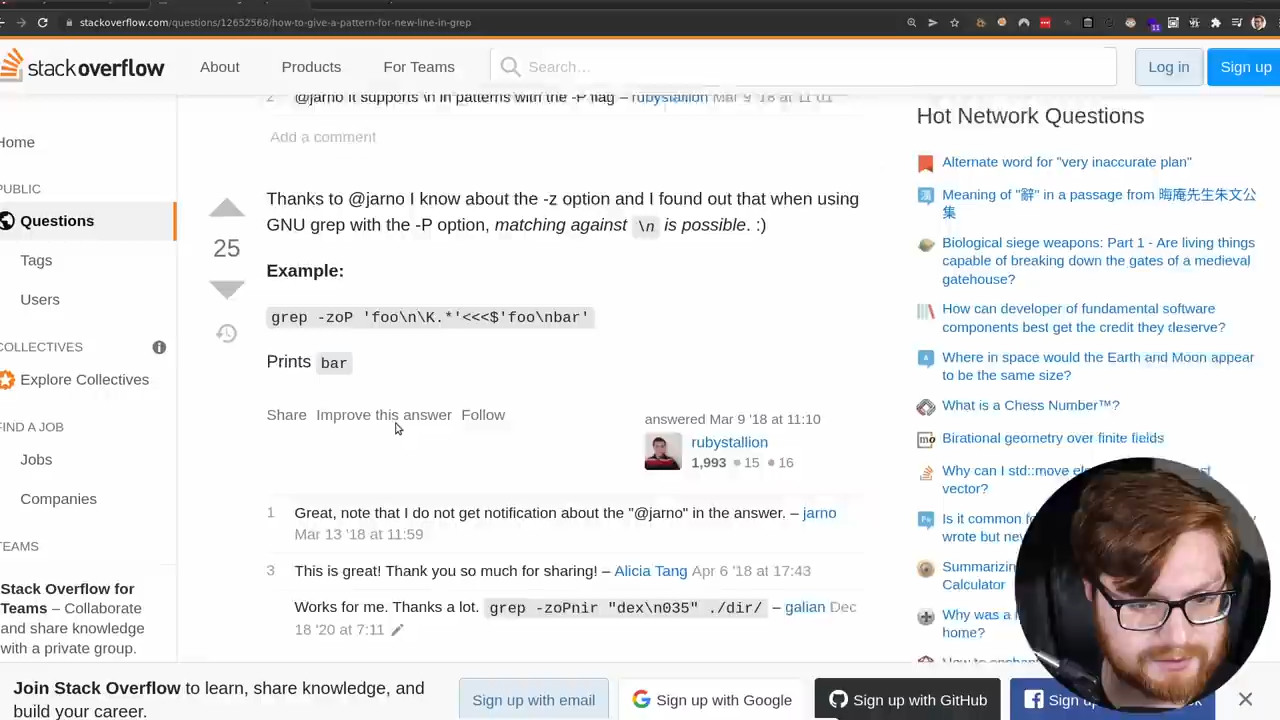 stackoverflow.com/questions/12652568/how-to-give-a-pattern-for-new-line-in-grep
11
stackoverflow
About
Products
For Teams
Search…
Log in
Sign up
Home
PUBLIC
Questions
Tags
Users
COLLECTIVES
Explore Collectives
FIND A JOB
Jobs
Companies
TEAMS
Stack Overflow for
Teams – Collaborate
and share knowledge
with a private group.
2 @jarno it supports \n in patterns with the -P flag – rubystallion Mar 9 '18 at 11:01
Add a comment
25
Thanks to @jarno I know about the -z option and I found out that when using
GNU grep with the -P option, matching against \n is possible. :)
Example:
grep -zoP 'foo\n\K.*'<<<$'foo\nbar'
Prints bar
Share Improve this answer Follow
answered Mar 9 '18 at 11:10
rubystallion
1,993 15 16
1 Great, note that I do not get notification about the "@jarno" in the answer. – jarno
Mar 13 '18 at 11:59
3 This is great! Thank you so much for sharing! – Alicia Tang Apr 6 '18 at 17:43
Works for me. Thanks a lot. grep -zoPnir "dex\n035" ./dir/ – galian Dec
18 '20 at 7:11
Hot Network Questions
Alternate word for "very inaccurate plan"
Meaning of "辭" in a passage from 晦庵先生朱文公
集
Biological siege weapons: Part 1 - Are living things
capable of breaking down the gates of a medieval
gatehouse?
How can developer of fundamental software
components best get the credit they deserve?
Where in space would the Earth and Moon appear
to be the same size?
What is a Chess Number™?
Birational geometry over finite fields
Why can I std::move
vector?
Is it common
wrote but
Summarizing
Calculator
Why was
home?
How to
Join Stack Overflow to learn, share knowledge, and
build your career.
Sign up with email
Sign up with Google
Sign up with GitHub
Sign